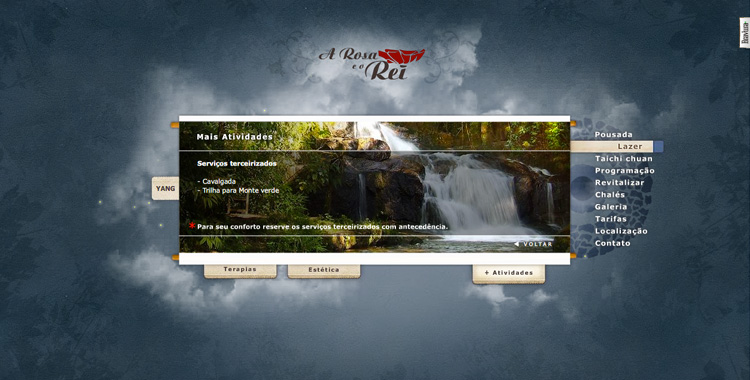 A Rosa
e o Rei
Mais Atividades
Serviços terceirizados
- Cavalgada
- Trilha para Monte verde
* Para seu conforto reserve os serviços terceirizados com antecedência.
VOLTAR
YANG
Terapias
Estética
+ Atividades
Pousada
Lazer
Taichi chuan
Programação
Revitalizar
Chalés
Galeria
Tarifas
Localização
Contato